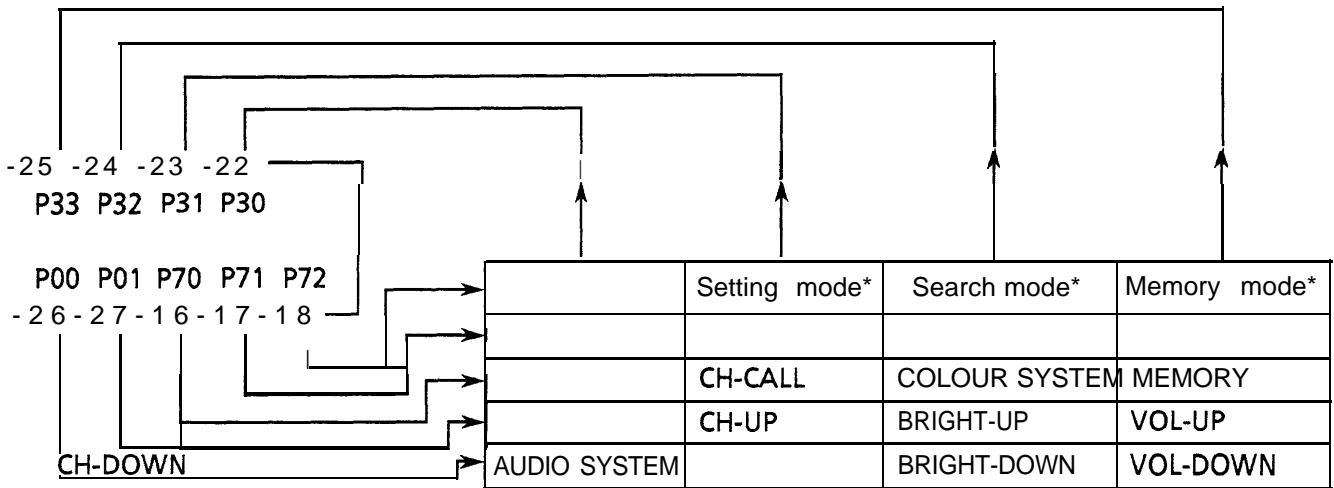 -25 -24 -23 -22
P33 P32 P31 P30
P00 P01 P70 P71 P72
-26-27-16-17-18
Setting mode* Search mode* Memory mode*
CH-CALL COLOUR SYSTEM MEMORY
CH-UP BRIGHT-UP VOL-UP
CH-DOWN AUDIO SYSTEM BRIGHT-DOWN VOL-DOWN